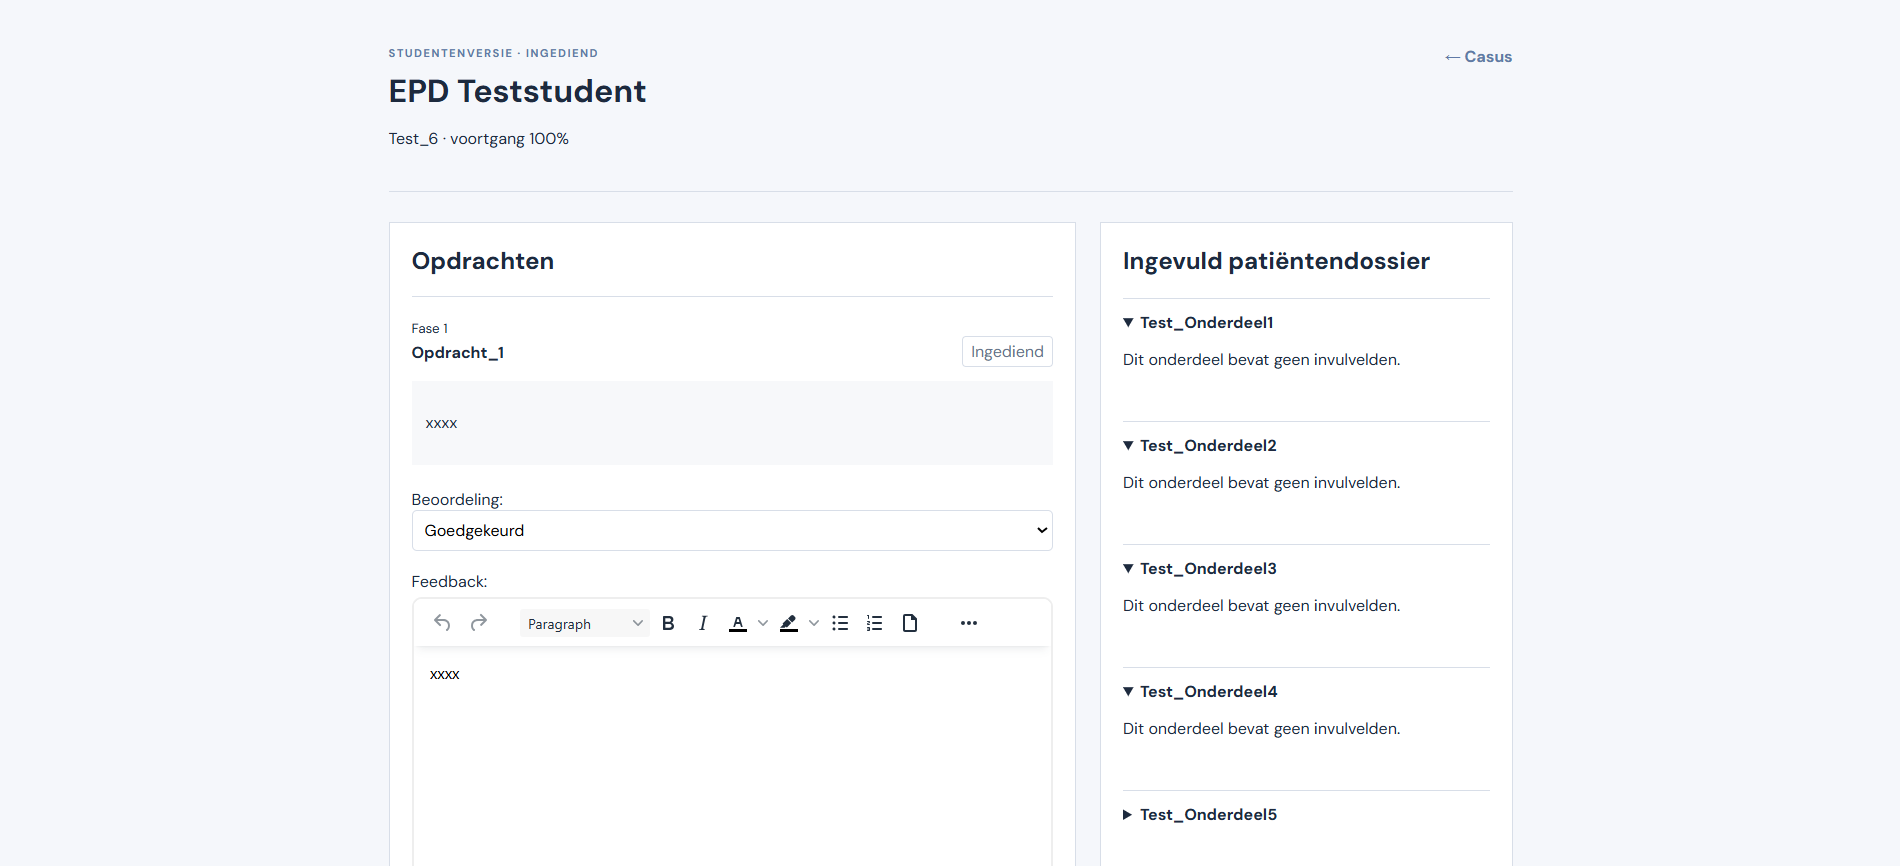 STUDENTENVERSIE · INGEDIEND
← Casus
EPD Teststudent
Test_6 · voortgang 100%
Opdrachten
Fase 1
Opdracht_1
Ingediend
xxxx
Beoordeling:
Goedgekeurd
Feedback:
Paragraph
xxxx
Ingevuld patiëntendossier
Test_Onderdeel1
Dit onderdeel bevat geen invulvelden.
Test_Onderdeel2
Dit onderdeel bevat geen invulvelden.
Test_Onderdeel3
Dit onderdeel bevat geen invulvelden.
Test_Onderdeel4
Dit onderdeel bevat geen invulvelden.
Test_Onderdeel5